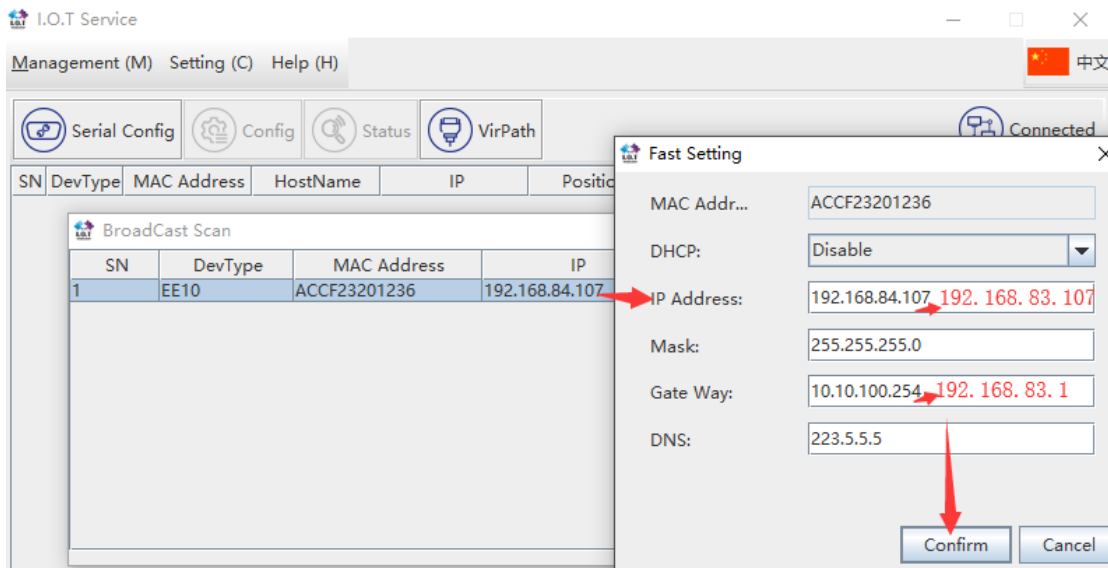 I.O.T Service
Management (M) Setting (C) Help (H) 中文
Serial Config Config Status VirPath Connected
SN DevType MAC Address HostName IP Positio
Fast Setting
MAC Addr... ACCF23201236
BroadCast Scan
DHCP: Disable
SN DevType MAC Address IP
1 EE10 ACCF23201236 192.168.84.107
IP Address: 192.168.84.107 192.168.83.107
Mask: 255.255.255.0
Gate Way: 10.10.100.254 192.168.83.1
DNS: 223.5.5.5
Confirm Cancel